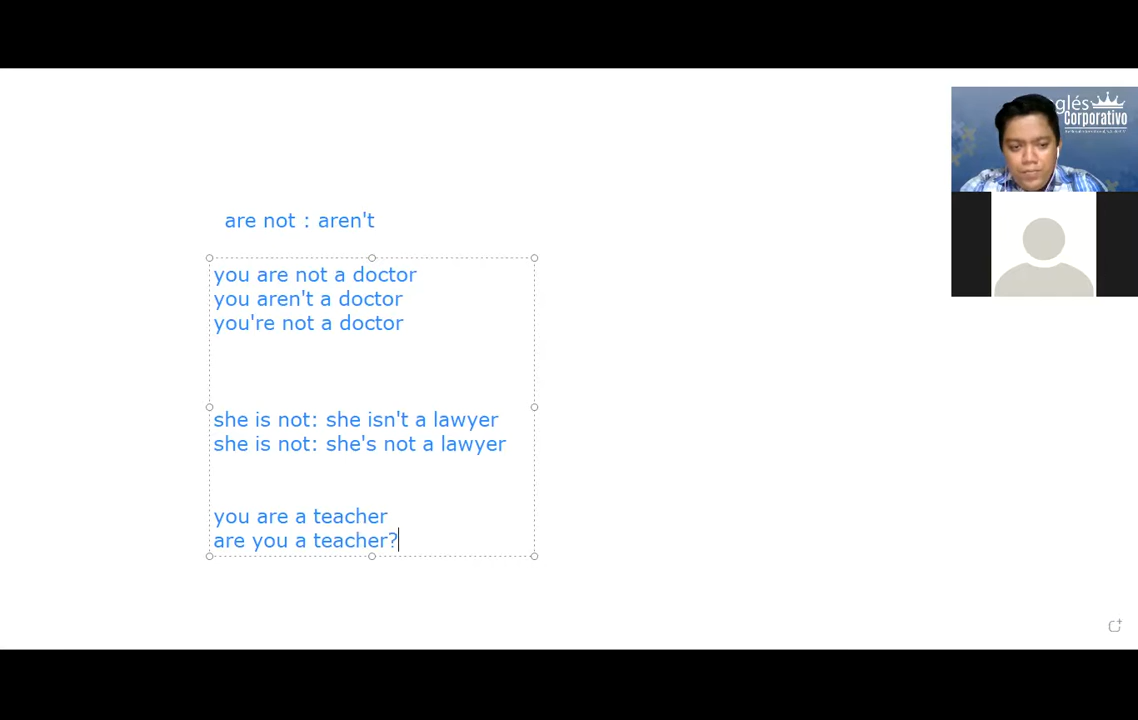 glés
Corporativo
are not : aren't
you are not a doctor
you aren't a doctor
you're not a doctor
she is not: she isn't a lawyer
she is not: she's not a lawyer
you are a teacher
are you a teacher?